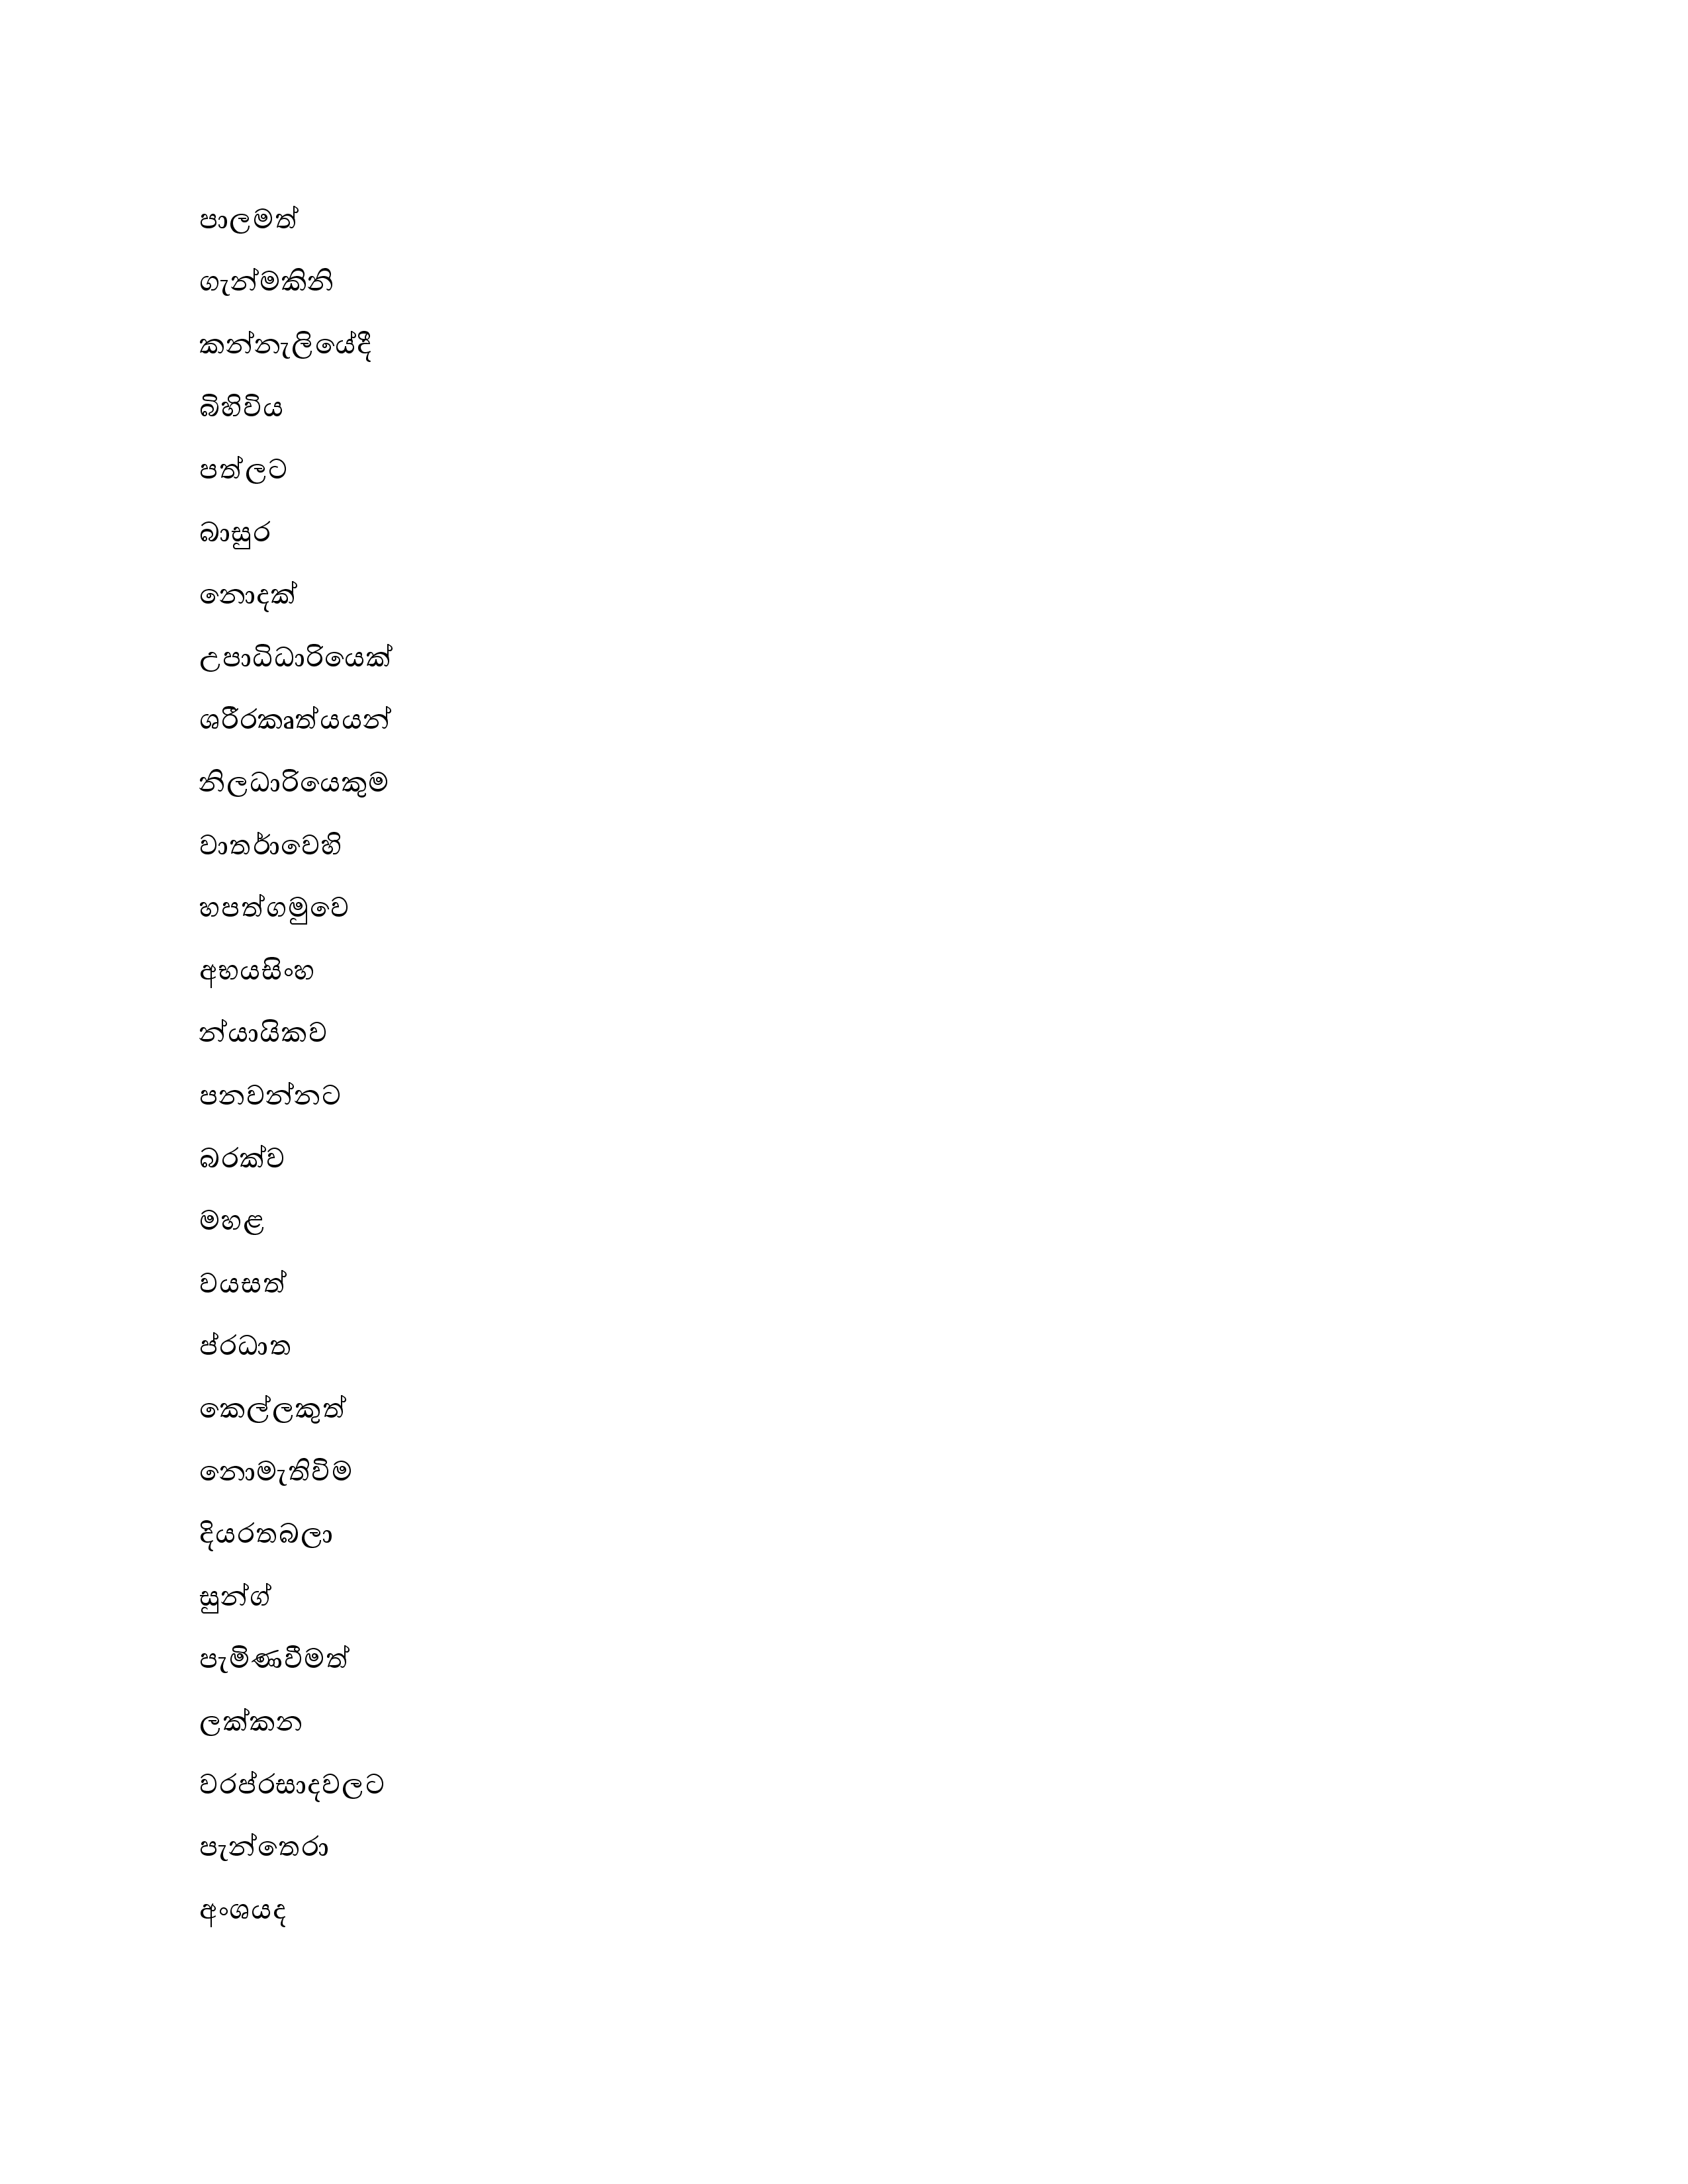 පාලමත්
ගැන්මකිනි
කන්නැලියේදී
බිහිවිය
පත්ලට
බාසුර
නොදක්
උපාධිධාරියෙක්
ශරීරකෘත්යයන්
නිලධාරියෙකුම
වාතර්ාවෙහි
හපත්ගමුවෙ
අභයසිංහ
න්යායිකව
පනවන්නට
බරක්ව
මහළ
වයසත්
ප්රධාත
කෙල්ලකුත්
නොමැතිවිම
දියරතබලා
සුන්ග්
පැමිණවීමත්
ලක්කන
වරප්රසාදවලට
පැන්තෙරා
අංශයද